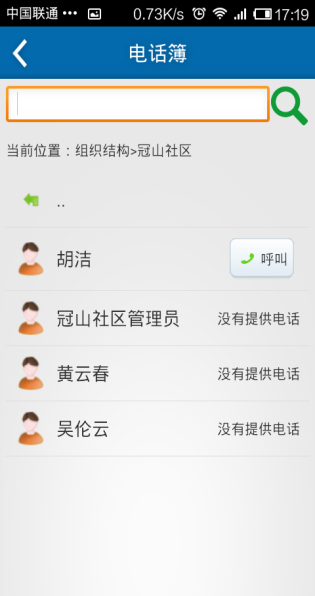 中国联通 ••• 0.73K/s 17:19
电话簿
当前位置：组织结构>冠山社区
..
胡洁 呼叫
冠山社区管理员 没有提供电话
黄云春 没有提供电话
吴伦云 没有提供电话